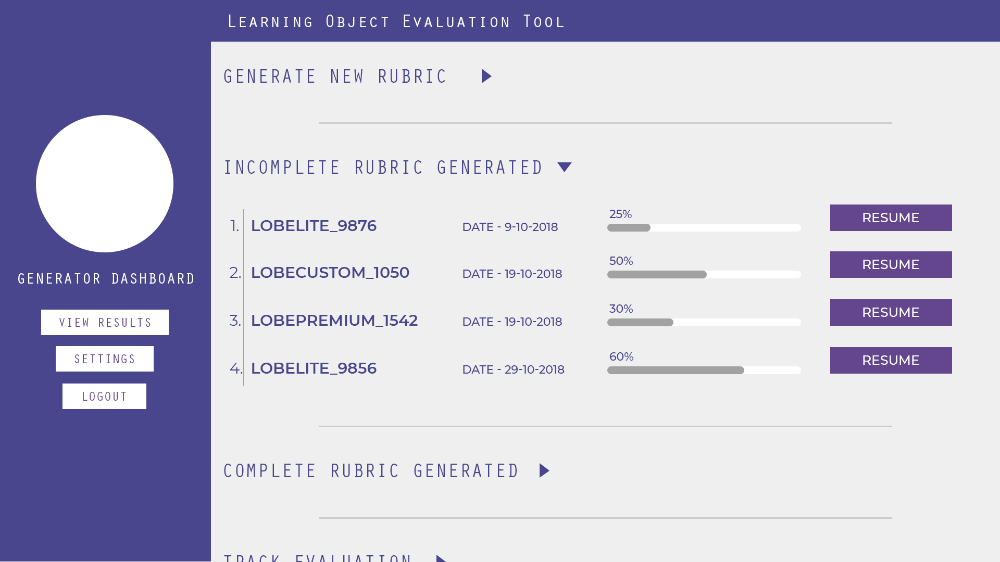 Learning Object Evaluation Tool
GENERATOR DASHBOARD
VIEW RESULTS
SETTINGS
LOGOUT
GENERATE NEW RUBRIC
INCOMPLETE RUBRIC GENERATED
1. LOBELITE_9876 DATE - 9-10-2018 25% RESUME
2. LOBECUSTOM_1050 DATE - 19-10-2018 50% RESUME
3. LOBEPREMIUM_1542 DATE - 19-10-2018 30% RESUME
4. LOBELITE_9856 DATE - 29-10-2018 60% RESUME
COMPLETE RUBRIC GENERATED
TRACK EVALUATION